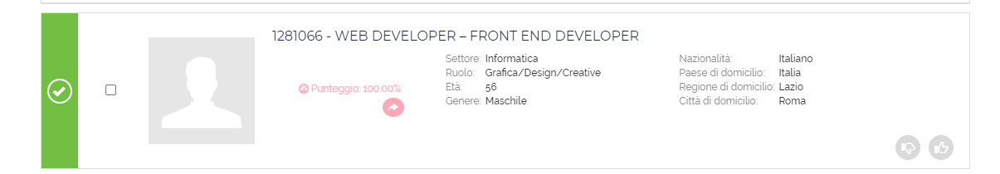 1281066 - WEB DEVELOPER – FRONT END DEVELOPER
Punteggio: 100.00%
Settore: Informatica
Ruolo: Grafica/Design/Creative
Età: 56
Genere: Maschile
Nazionalità: Italiano
Paese di domicilio: Italia
Regione di domicilio: Lazio
Città di domicilio: Roma